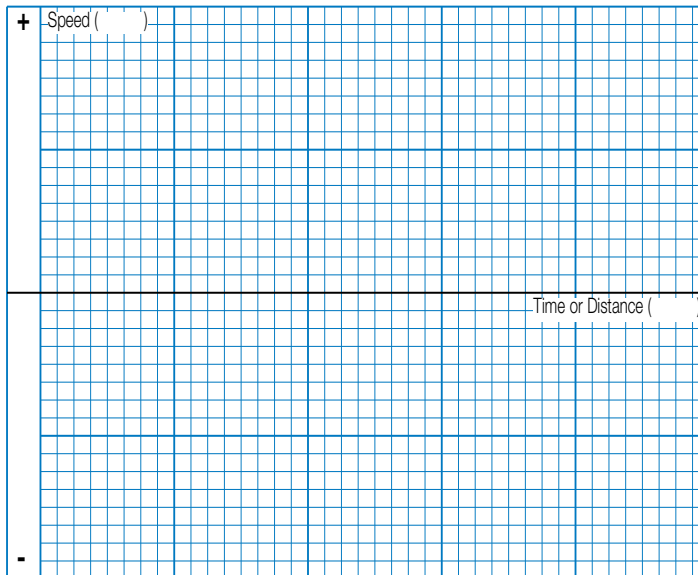 +
Speed ( )
Time or Distance ( )
-